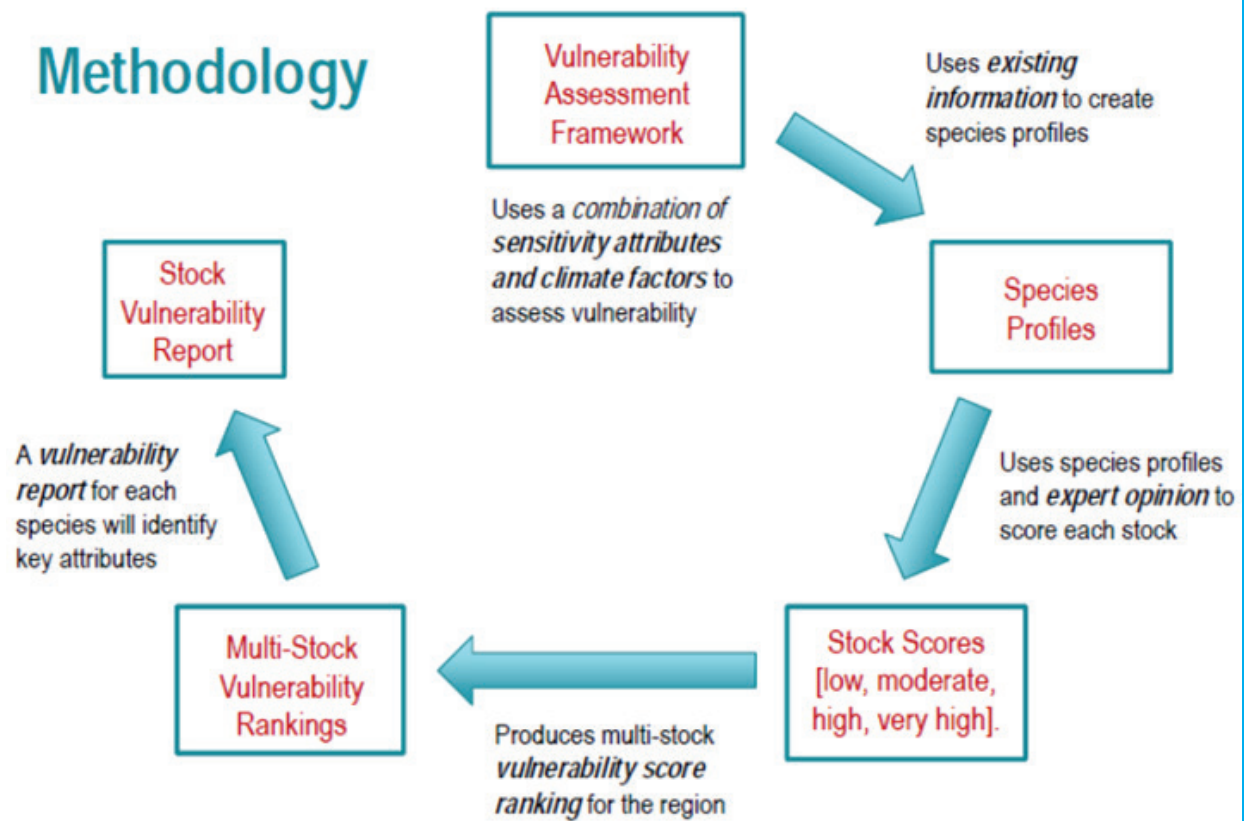 Methodology
Vulnerability
Assessment
Framework
Uses a combination of
sensitivity attributes
and climate factors to
assess vulnerability
Uses existing
information to create
species profiles
Species
Profiles
Uses species profiles
and expert opinion to
score each stock
Stock Scores
[low, moderate,
high, very high].
Produces multi-stock
vulnerability score
ranking for the region
Multi-Stock
Vulnerability
Rankings
A vulnerability
report for each
species will identify
key attributes
Stock
Vulnerability
Report